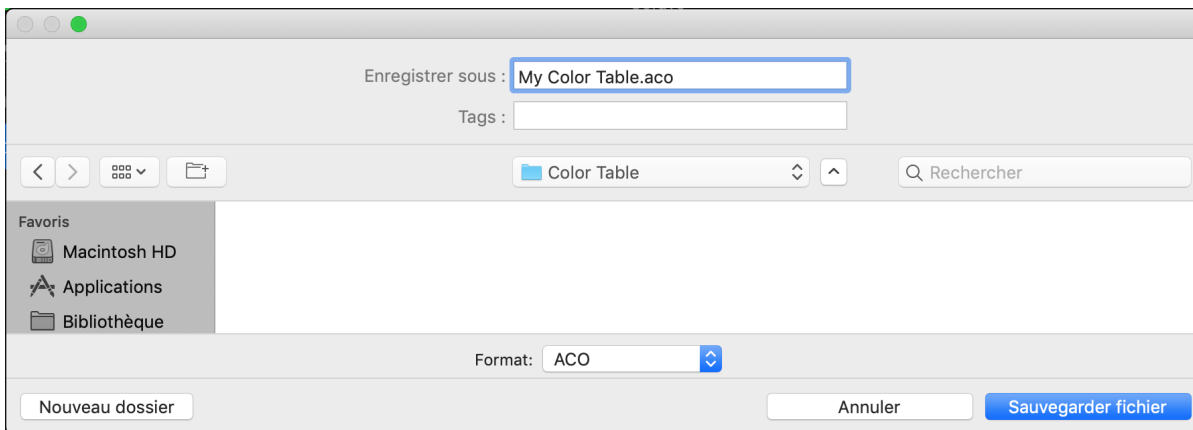 Enregistrer sous : My Color Table.aco
Tags :
Color Table
Rechercher
Favoris
Macintosh HD
Applications
Bibliothèque
Format: ACO
Nouveau dossier Annuler Sauvegarder fichier